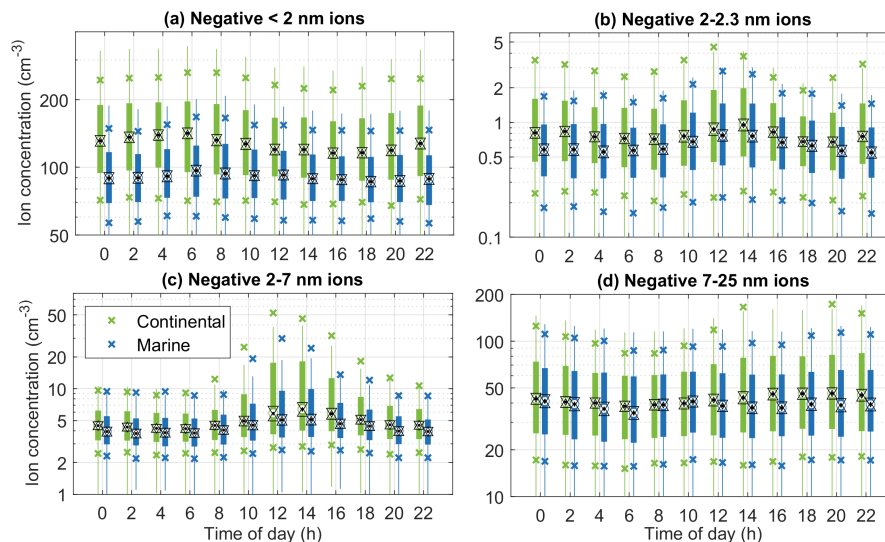 (a) Negative < 2 nm ions
(b) Negative 2-2.3 nm ions
Ion concentration (cm⁻³)
200
100
50
0 2 4 6 8 10 12 14 16 18 20 22
5
2
1
0.5
0.1
0 2 4 6 8 10 12 14 16 18 20 22
(c) Negative 2-7 nm ions
(d) Negative 7-25 nm ions
Ion concentration (cm⁻³)
50
20
10
5
2
1
Continental
Marine
0 2 4 6 8 10 12 14 16 18 20 22
Time of day (h)
200
100
50
20
10
0 2 4 6 8 10 12 14 16 18 20 22
Time of day (h)